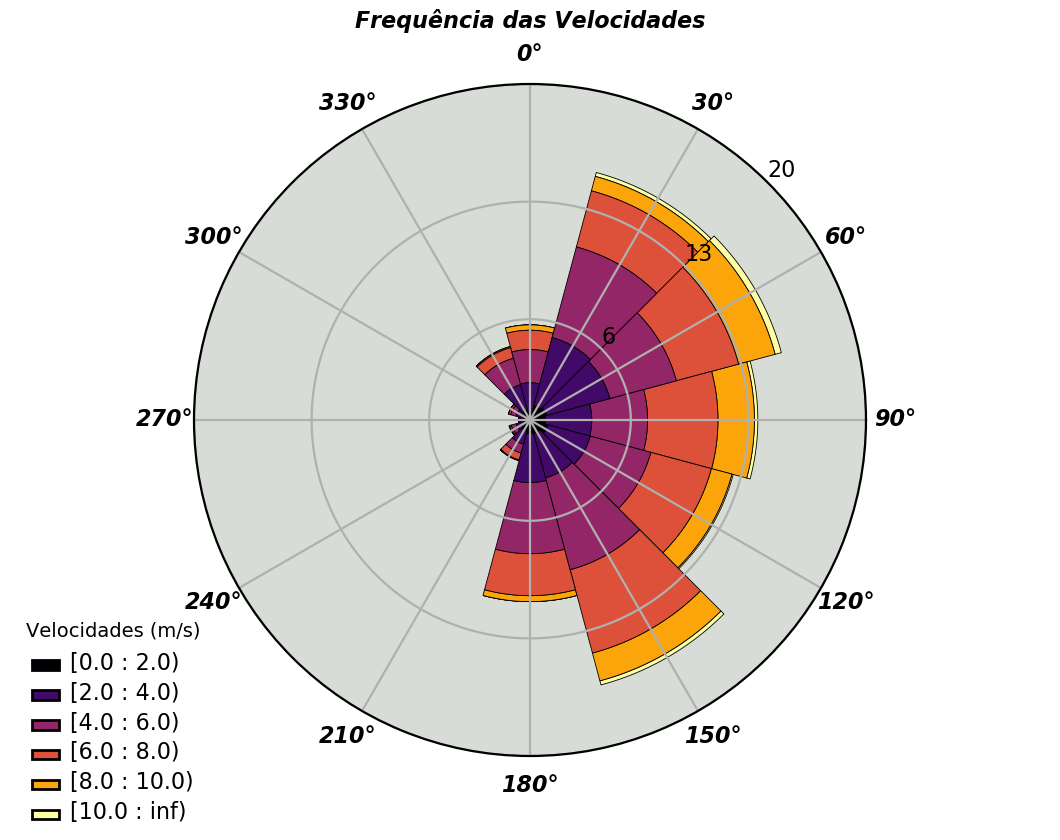 Frequência das Velocidades
0°
330°
30°
20
300°
60°
13
6
270°
90°
240°
120°
210°
150°
180°
Velocidades (m/s)
[0.0 : 2.0)
[2.0 : 4.0)
[4.0 : 6.0)
[6.0 : 8.0)
[8.0 : 10.0)
[10.0 : inf)